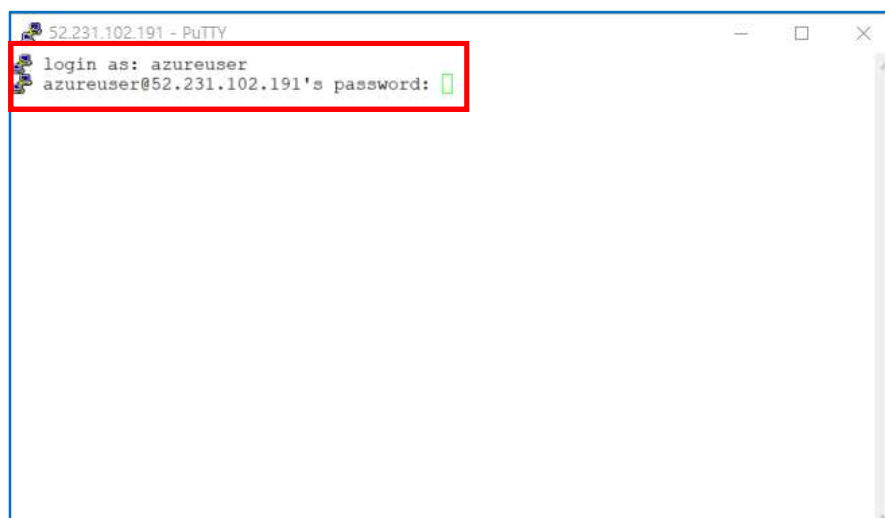 52.231.102.191 - PuTTY
login as: azureuser
azureuser@52.231.102.191's password: